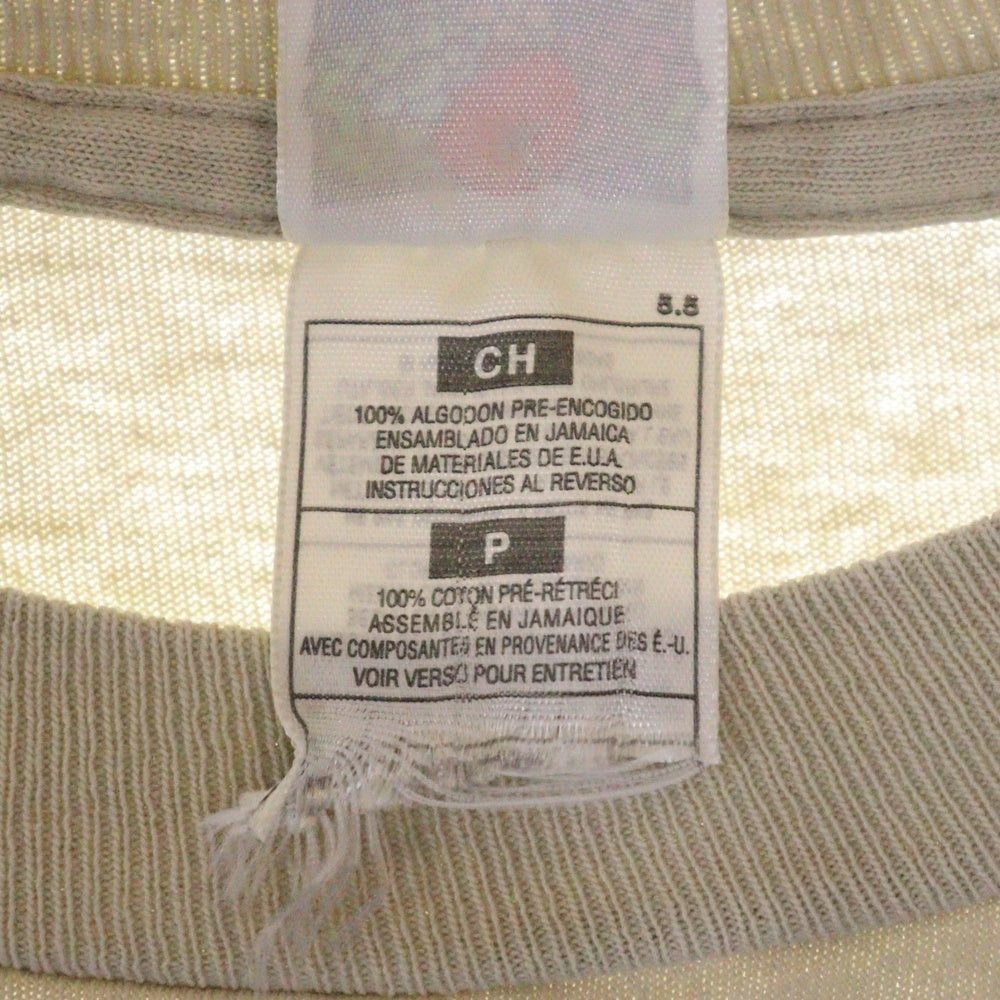 5.5
CH
100% ALGODON PRE-ENCOGIDO
ENSAMBLADO EN JAMAICA
DE MATERIALES DE E.U.A.
INSTRUCCIONES AL REVERSO
P
100% COTON PRÉ-RÉTRÉCI
ASSEMBLÉ EN JAMAIQUE
AVEC COMPOSANTES EN PROVENANCE DES É.-U.
VOIR VERSO POUR ENTRETIEN